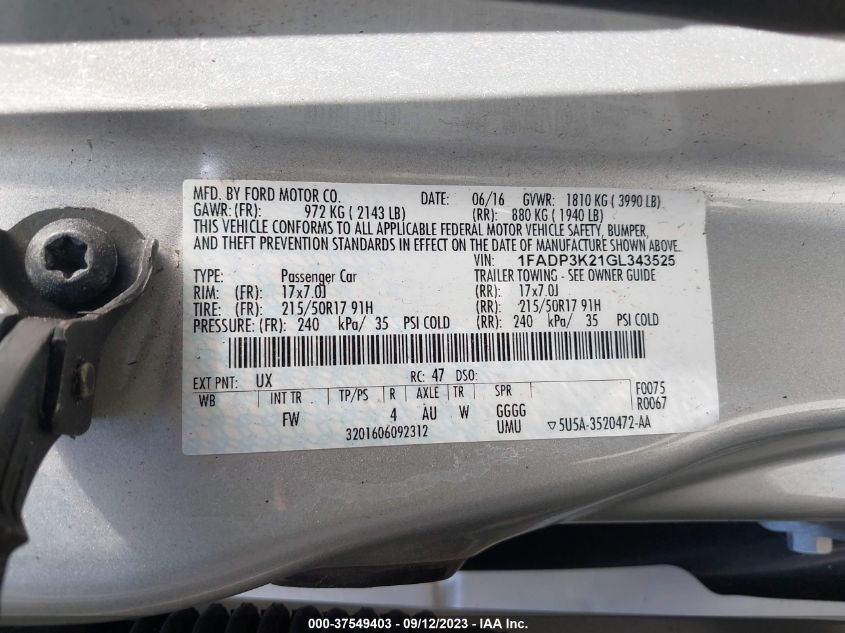 MFD. BY FORD MOTOR CO. DATE: 06/16 GVWR: 1810 KG ( 3990 LB)
GAWR: (FR): 972 KG ( 2143 LB) (RR): 880 KG ( 1940 LB)
THIS VEHICLE CONFORMS TO ALL APPLICABLE FEDERAL MOTOR VEHICLE SAFETY, BUMPER,
AND THEFT PREVENTION STANDARDS IN EFFECT ON THE DATE OF MANUFACTURE SHOWN ABOVE.
VIN: 1FADP3K21GL343525
TYPE: Passenger Car TRAILER TOWING - SEE OWNER GUIDE
RIM: (FR): 17x7.0J (RR): 17x7.0J
TIRE: (FR): 215/50R17 91H (RR): 215/50R17 91H
PRESSURE: (FR): 240 kPa/ 35 PSI COLD (RR): 240 kPa/ 35 PSI COLD
EXT PNT: UX RC: 47 DSO: F0075
WB INT TR TP/PS R AXLE TR SPR R0067
FW 4 AU W GGGG
3201606092312 UMU ▽5U5A-3520472-AA
000-37549403 - 09/12/2023 - IAA Inc.